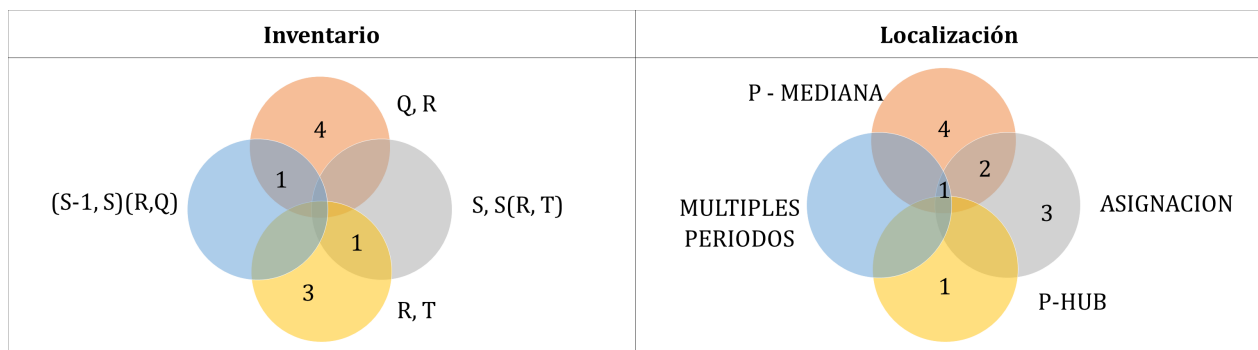 Inventario
Localización
Q, R
4
1
(S-1, S)(R,Q)
S, S(R, T)
1
3
R, T
P - MEDIANA
4
2
1
MULTIPLES
PERIODOS
3
ASIGNACION
1
P-HUB